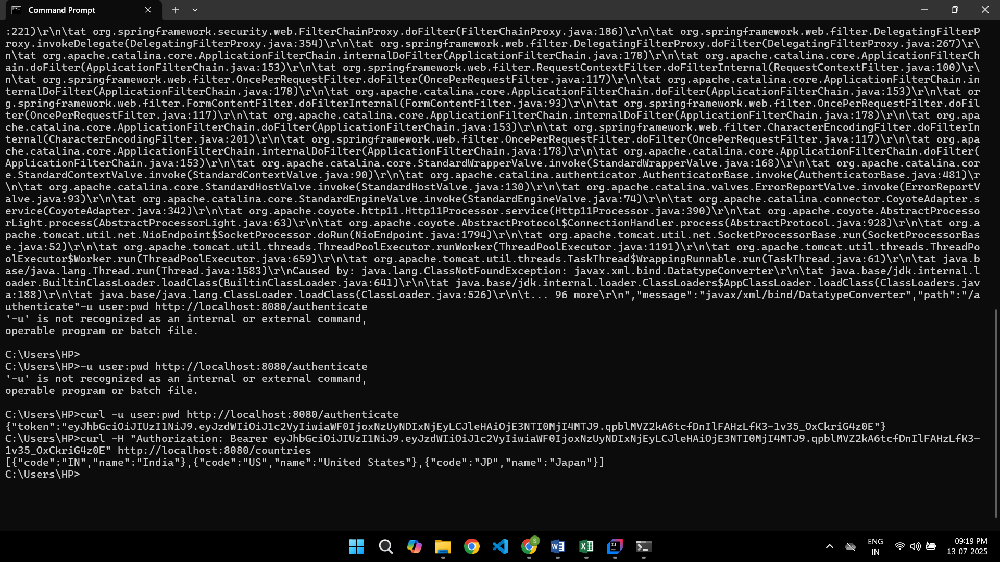 Command Prompt
:221)\r\n\tat org.springframework.security.web.FilterChainProxy.doFilter(FilterChainProxy.java:186)\r\n\tat org.springframework.web.filter.DelegatingFilterP
roxy.invokeDelegate(DelegatingFilterProxy.java:354)\r\n\tat org.springframework.web.filter.DelegatingFilterProxy.doFilter(DelegatingFilterProxy.java:267)\r\
n\tat org.apache.catalina.core.ApplicationFilterChain.internalDoFilter(ApplicationFilterChain.java:178)\r\n\tat org.apache.catalina.core.ApplicationFilterCh
ain.doFilter(ApplicationFilterChain.java:153)\r\n\tat org.springframework.web.filter.RequestContextFilter.doFilterInternal(RequestContextFilter.java:100)\r\
n\tat org.springframework.web.filter.OncePerRequestFilter.doFilter(OncePerRequestFilter.java:117)\r\n\tat org.apache.catalina.core.ApplicationFilterChain.in
ternalDoFilter(ApplicationFilterChain.java:178)\r\n\tat org.apache.catalina.core.ApplicationFilterChain.doFilter(ApplicationFilterChain.java:153)\r\n\tat or
g.springframework.web.filter.FormContentFilter.doFilterInternal(FormContentFilter.java:93)\r\n\tat org.springframework.web.filter.OncePerRequestFilter.doFil
ter(OncePerRequestFilter.java:117)\r\n\tat org.apache.catalina.core.ApplicationFilterChain.internalDoFilter(ApplicationFilterChain.java:178)\r\n\tat org.apa
che.catalina.core.ApplicationFilterChain.doFilter(ApplicationFilterChain.java:153)\r\n\tat org.springframework.web.filter.CharacterEncodingFilter.doFilterIn
ternal(CharacterEncodingFilter.java:201)\r\n\tat org.springframework.web.filter.OncePerRequestFilter.doFilter(OncePerRequestFilter.java:117)\r\n\tat org.apa
che.catalina.core.ApplicationFilterChain.internalDoFilter(ApplicationFilterChain.java:178)\r\n\tat org.apache.catalina.core.ApplicationFilterChain.doFilter(
ApplicationFilterChain.java:153)\r\n\tat org.apache.catalina.core.StandardWrapperValve.invoke(StandardWrapperValve.java:168)\r\n\tat org.apache.catalina.cor
e.StandardContextValve.invoke(StandardContextValve.java:90)\r\n\tat org.apache.catalina.authenticator.AuthenticatorBase.invoke(AuthenticatorBase.java:481)\r
\n\tat org.apache.catalina.core.StandardHostValve.invoke(StandardHostValve.java:130)\r\n\tat org.apache.catalina.valves.ErrorReportValve.invoke(ErrorReportV
alve.java:93)\r\n\tat org.apache.catalina.core.StandardEngineValve.invoke(StandardEngineValve.java:74)\r\n\tat org.apache.catalina.connector.CoyoteAdapter.s
ervice(CoyoteAdapter.java:342)\r\n\tat org.apache.coyote.http11.Http11Processor.service(Http11Processor.java:390)\r\n\tat org.apache.coyote.AbstractProcesso
rLight.process(AbstractProcessorLight.java:63)\r\n\tat org.apache.coyote.AbstractProtocol$ConnectionHandler.process(AbstractProtocol.java:928)\r\n\tat org.a
pache.tomcat.util.net.NioEndpoint$SocketProcessor.doRun(NioEndpoint.java:1794)\r\n\tat org.apache.tomcat.util.net.SocketProcessorBase.run(SocketProcessorBas
e.java:52)\r\n\tat org.apache.tomcat.util.threads.ThreadPoolExecutor.runWorker(ThreadPoolExecutor.java:1191)\r\n\tat org.apache.tomcat.util.threads.ThreadPo
olExecutor$Worker.run(ThreadPoolExecutor.java:659)\r\n\tat org.apache.tomcat.util.threads.TaskThread$WrappingRunnable.run(TaskThread.java:61)\r\n\tat java.b
ase/java.lang.Thread.run(Thread.java:1583)\r\nCaused by: java.lang.ClassNotFoundException: javax.xml.bind.DatatypeConverter\r\n\tat java.base/jdk.internal.l
oader.BuiltinClassLoader.loadClass(BuiltinClassLoader.java:641)\r\n\tat java.base/jdk.internal.loader.ClassLoaders$AppClassLoader.loadClass(ClassLoaders.jav
a:188)\r\n\tat java.base/java.lang.ClassLoader.loadClass(ClassLoader.java:526)\r\n\t... 96 more\r\n","message":"javax/xml/bind/DatatypeConverter","path":"/a
uthenticate"-u user:pwd http://localhost:8080/authenticate
'-u' is not recognized as an internal or external command,
operable program or batch file.
C:\Users\HP>
C:\Users\HP>-u user:pwd http://localhost:8080/authenticate
'-u' is not recognized as an internal or external command,
operable program or batch file.
C:\Users\HP>curl -u user:pwd http://localhost:8080/authenticate
{"token":"eyJhbGciOiJIUzI1NiJ9.eyJzdWIiOiJ1c2VyIiwiaWF0IjoxNzUyNDIxNjEyLCJleHAiOjE3NTI0MjI4MTJ9.qpblMVZ2kA6tcfDnIlFAHzLfK3-1v35_OxCkriG4z0E"}
C:\Users\HP>curl -H "Authorization: Bearer eyJhbGciOiJIUzI1NiJ9.eyJzdWIiOiJ1c2VyIiwiaWF0IjoxNzUyNDIxNjEyLCJleHAiOjE3NTI0MjI4MTJ9.qpblMVZ2kA6tcfDnIlFAHzLfK3-
1v35_OxCkriG4z0E" http://localhost:8080/countries
[{"code":"IN","name":"India"},{"code":"US","name":"United States"},{"code":"JP","name":"Japan"}]
C:\Users\HP>
ENG
IN
09:19 PM
13-07-2025